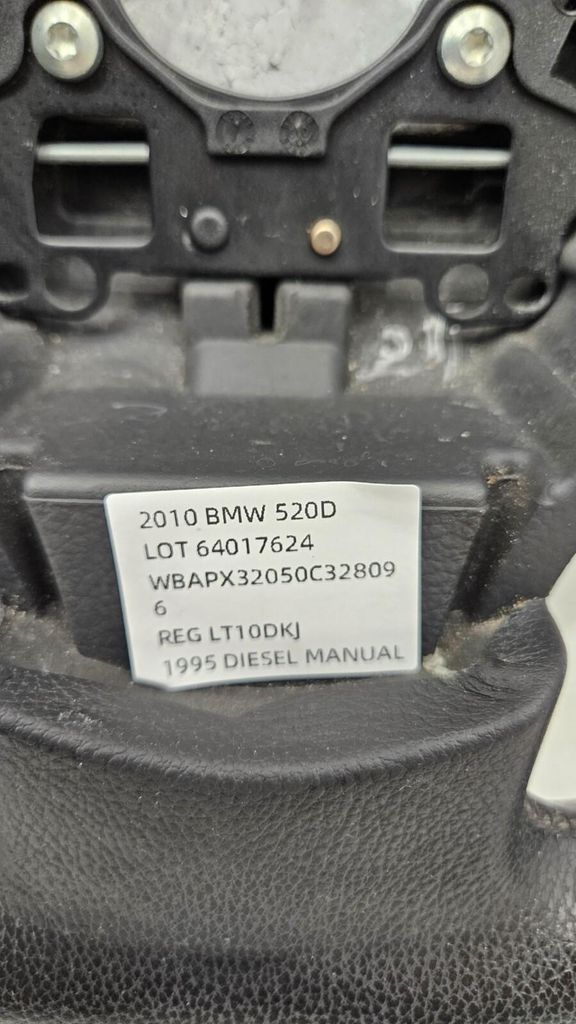 2010 BMW 520D
LOT 64017624
WBAPX32050C32809
6
REG LT10DKJ
1995 DIESEL MANUAL